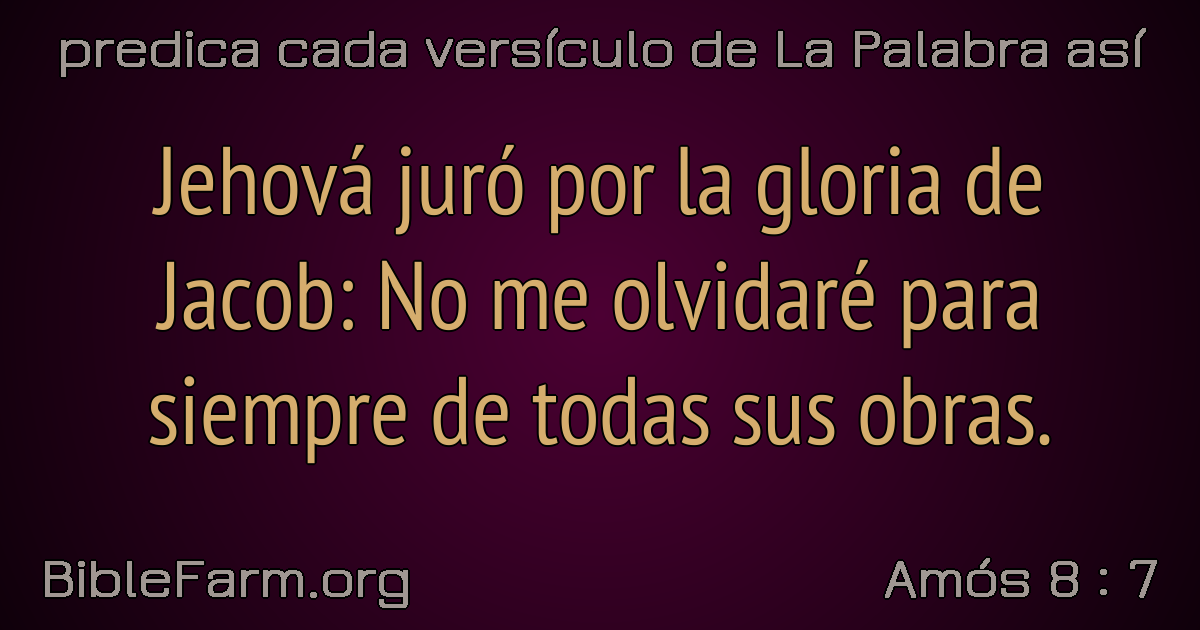 predica cada versículo de La Palabra así
Jehová juró por la gloria de
Jacob: No me olvidaré para
siempre de todas sus obras.
BibleFarm.org
Amós 8 : 7